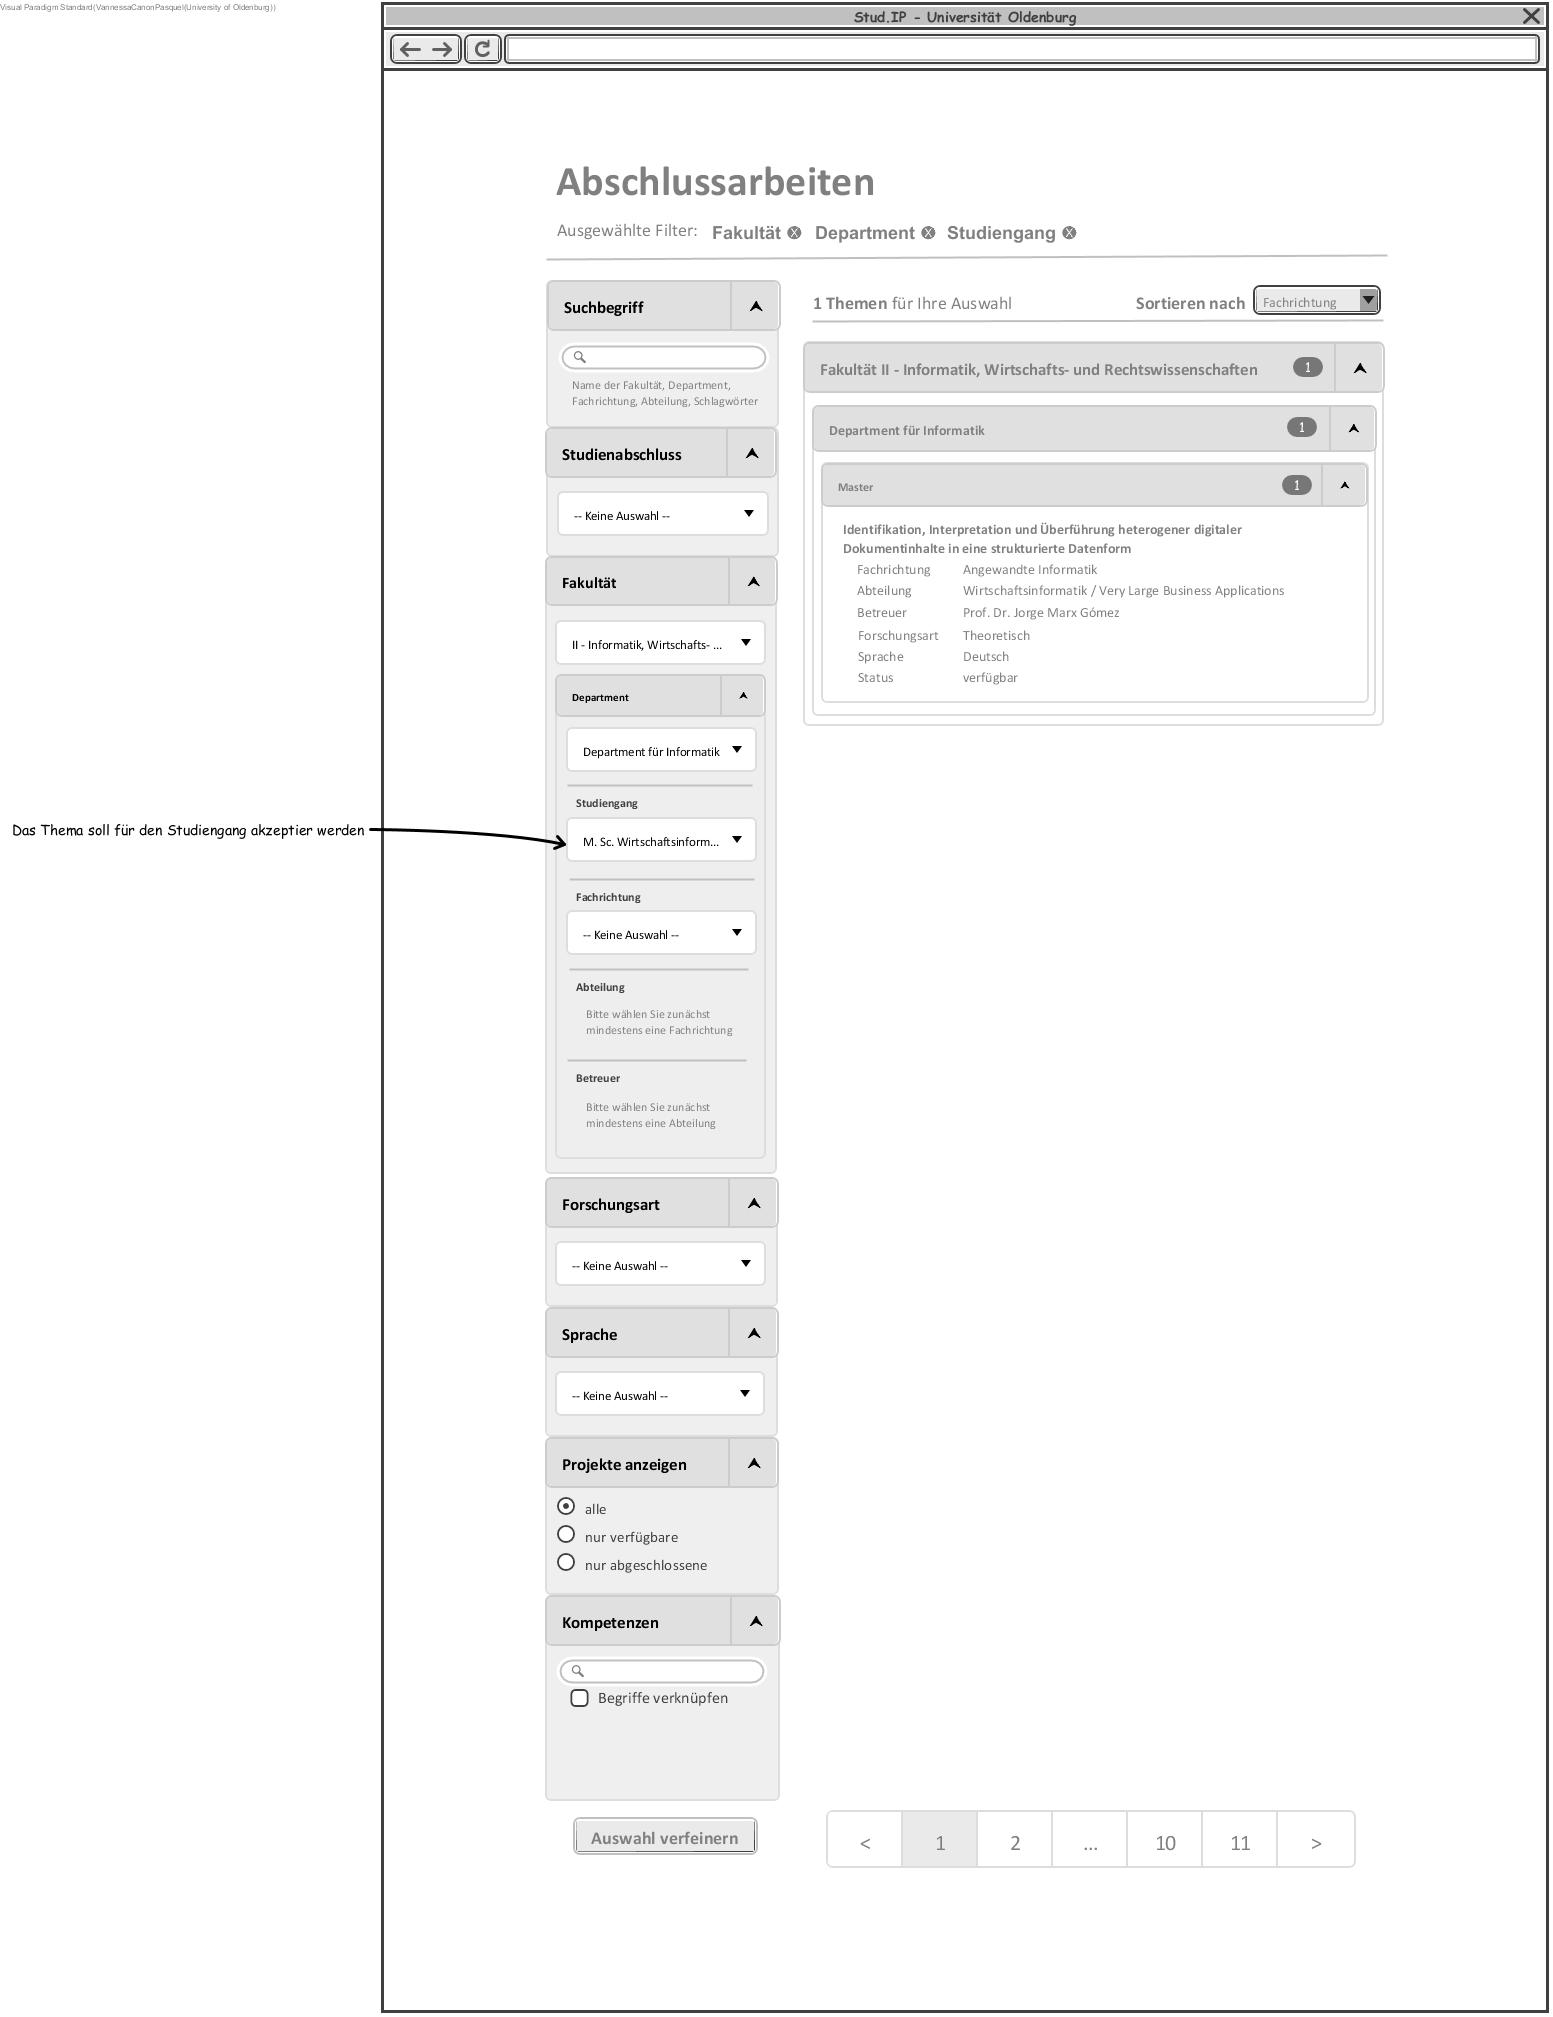 Visual Paradigm Standard(VannessaCanonPasquel(University of Oldenburg))
Stud.IP - Universität Oldenburg
Abschlussarbeiten
Ausgewählte Filter: Fakultät X Department X Studiengang X
Suchbegriff
Name der Fakultät, Department,
Fachrichtung, Abteilung, Schlagwörter
Studienabschluss
-- Keine Auswahl --
Fakultät
II - Informatik, Wirtschafts- ...
Department
Department für Informatik
Studiengang
Das Thema soll für den Studiengang akzeptier werden
M. Sc. Wirtschaftsinform...
Fachrichtung
-- Keine Auswahl --
Abteilung
Bitte wählen Sie zunächst
mindestens eine Fachrichtung
Betreuer
Bitte wählen Sie zunächst
mindestens eine Abteilung
Forschungsart
-- Keine Auswahl --
Sprache
-- Keine Auswahl --
Projekte anzeigen
alle
nur verfügbare
nur abgeschlossene
Kompetenzen
Begriffe verknüpfen
Auswahl verfeinern
1 Themen für Ihre Auswahl
Sortieren nach Fachrichtung
Fakultät II - Informatik, Wirtschafts- und Rechtswissenschaften 1
Department für Informatik 1
Master 1
Identifikation, Interpretation und Überführung heterogener digitaler
Dokumentinhalte in eine strukturierte Datenform
Fachrichtung Angewandte Informatik
Abteilung Wirtschaftsinformatik / Very Large Business Applications
Betreuer Prof. Dr. Jorge Marx Gómez
Forschungsart Theoretisch
Sprache Deutsch
Status verfügbar
< 1 2 ... 10 11 >